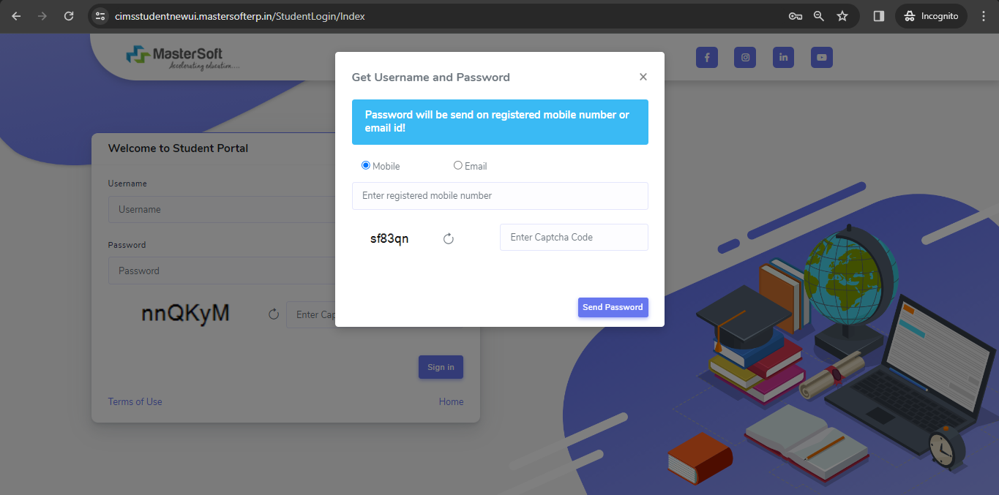 cimsstudentnewui.mastersofterp.in/StudentLogin/Index
Incognito
MasterSoft
Accelerating education....
Get Username and Password
Password will be send on registered mobile number or
email id!
Mobile
Email
Enter registered mobile number
sf83qn
Enter Captcha Code
Send Password
Welcome to Student Portal
Username
Username
Password
Password
nnQKyM
Enter Cap
Sign in
Terms of Use
Home